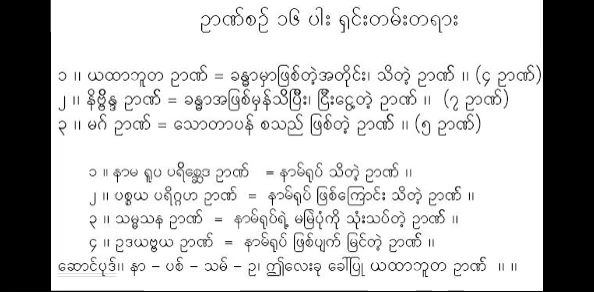 ဉာဏ်စဉ် ၁၆ ပါး ရှင်းတမ်းတရား
၁ ။ ယထာဘူတ ဉာဏ် = ခန္ဓာမှာဖြစ်တဲ့အတိုင်း၊ သိတဲ့ ဉာဏ် ။ (၄ ဉာဏ်)
၂ ။ နိဗ္ဗိန္ဒ ဉာဏ် = ခန္ဓာအဖြစ်မှန်သိပြီး၊ ငြီးငွေ့တဲ့ ဉာဏ် ။ (၇ ဉာဏ်)
၃ ။ မဂ် ဉာဏ် = သောတာပန် စသည် ဖြစ်တဲ့ ဉာဏ် ။ (၅ ဉာဏ်)
၁ ။ နာမ ရူပ ပရိစ္ဆေဒ ဉာဏ် = နာမ်ရုပ် သိတဲ့ ဉာဏ် ။
၂ ။ ပစ္စယ ပရိဂ္ဂဟ ဉာဏ် = နာမ်ရုပ် ဖြစ်ကြောင်း သိတဲ့ ဉာဏ် ။
၃ ။ သမ္မသန ဉာဏ် = နာမ်ရုပ်ရဲ့ မမြဲပုံကို သုံးသပ်တဲ့ ဉာဏ် ။
၄ ။ ဥဒယဗ္ဗယ ဉာဏ် = နာမ်ရုပ် ဖြစ်ပျက် မြင်တဲ့ ဉာဏ် ။
ဆောင်ပုဒ်။ နာ – ပစ် – သမ် – ဥ၊ ဤလေးခု ခေါ်ပြု ယထာဘူတ ဉာဏ် ။ ။